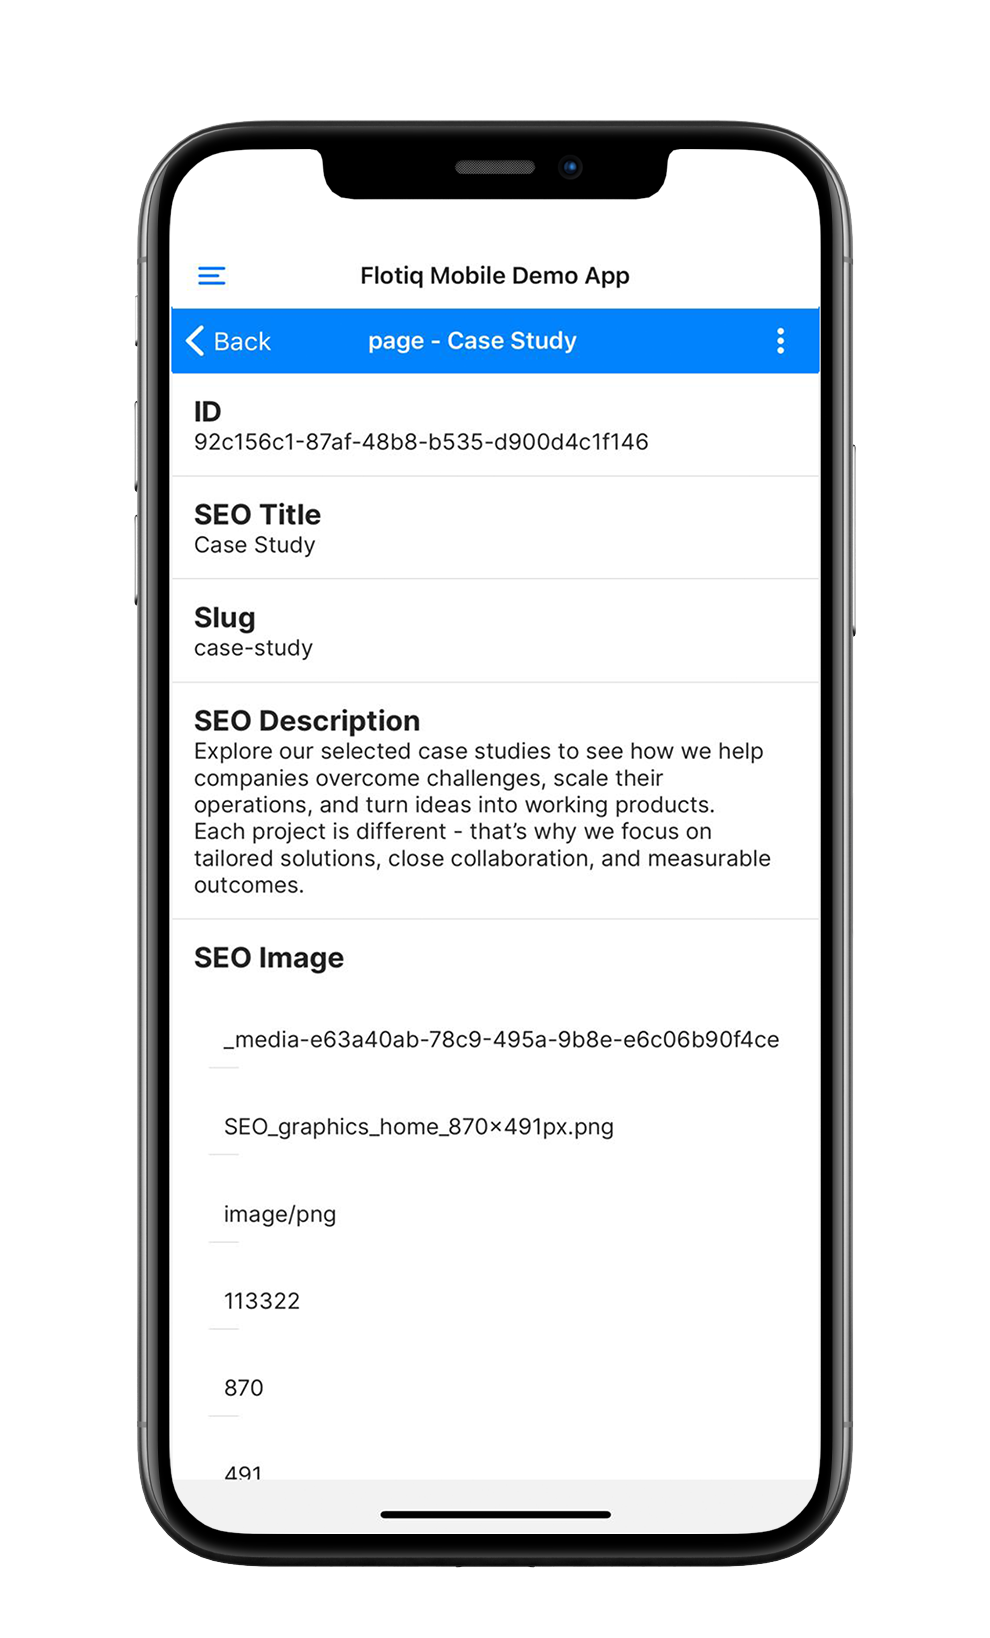 Flotiq Mobile Demo App
Back
page - Case Study
ID
92c156c1-87af-48b8-b535-d900d4c1f146
SEO Title
Case Study
Slug
case-study
SEO Description
Explore our selected case studies to see how we help
companies overcome challenges, scale their
operations, and turn ideas into working products.
Each project is different - that’s why we focus on
tailored solutions, close collaboration, and measurable
outcomes.
SEO Image
_media-e63a40ab-78c9-495a-9b8e-e6c06b90f4ce
SEO_graphics_home_870×491px.png
image/png
113322
870
491